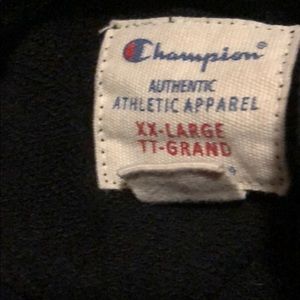 Champion®
AUTHENTIC
ATHLETIC APPAREL
XX-LARGE
TT-GRAND